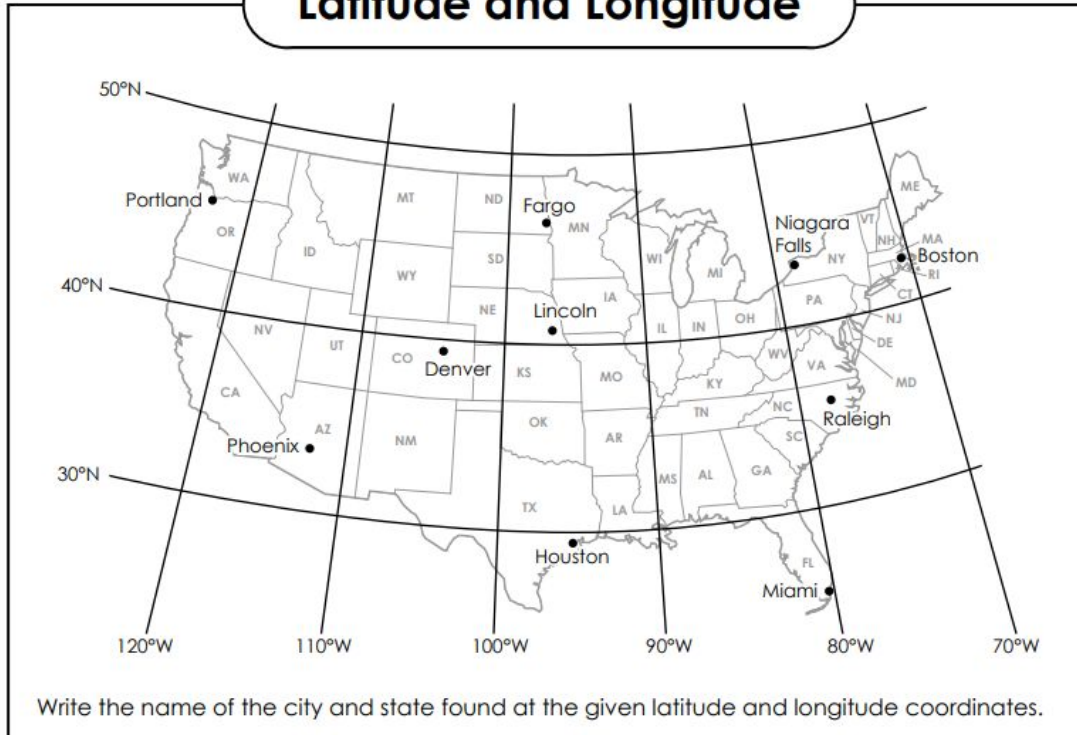 Latitude and Longitude
50°N
WA
Portland
OR
MT
ND
Fargo
MN
ID
SD
WY
WI
MI
Niagara
Falls
NY
VT
NH
ME
MA
Boston
RI
CT
40°N
NE
Lincoln
IA
IL
IN
OH
PA
NJ
DE
MD
NV
UT
CO
Denver
KS
MO
KY
WV
VA
CA
AZ
Phoenix
NM
OK
AR
TN
NC
Raleigh
SC
30°N
TX
LA
MS
AL
GA
Houston
FL
Miami
120°W
110°W
100°W
90°W
80°W
70°W
Write the name of the city and state found at the given latitude and longitude coordinates.